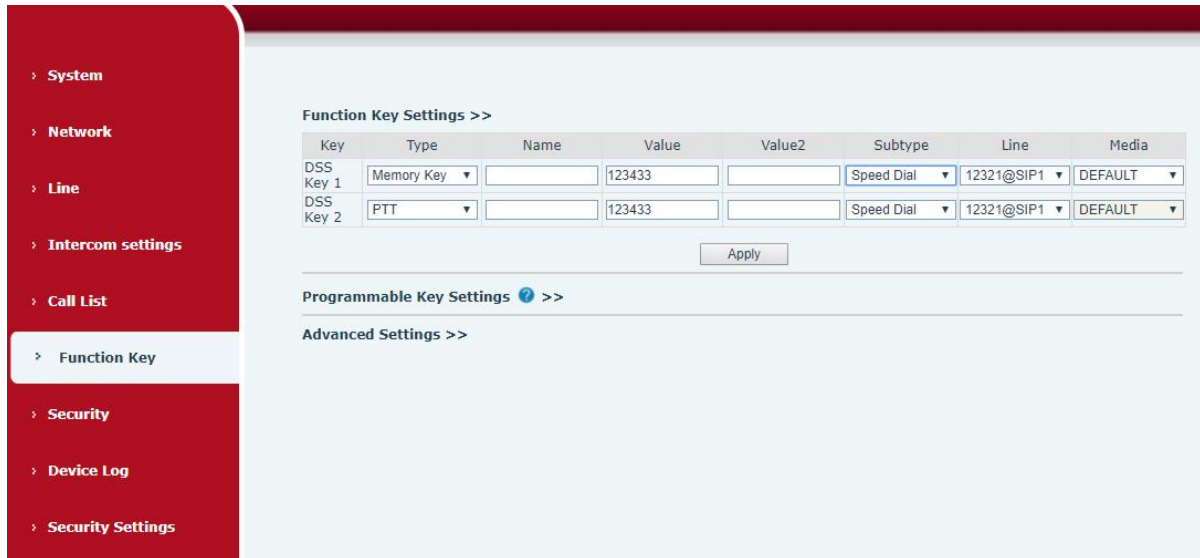 System
Network
Line
Intercom settings
Call List
Function Key
Security
Device Log
Security Settings
Function Key Settings >>
Key Type Name Value Value2 Subtype Line Media
DSS Key 1 Memory Key 123433 Speed Dial 12321@SIP1 DEFAULT
DSS Key 2 PTT 123433 Speed Dial 12321@SIP1 DEFAULT
Apply
Programmable Key Settings ? >>
Advanced Settings >>